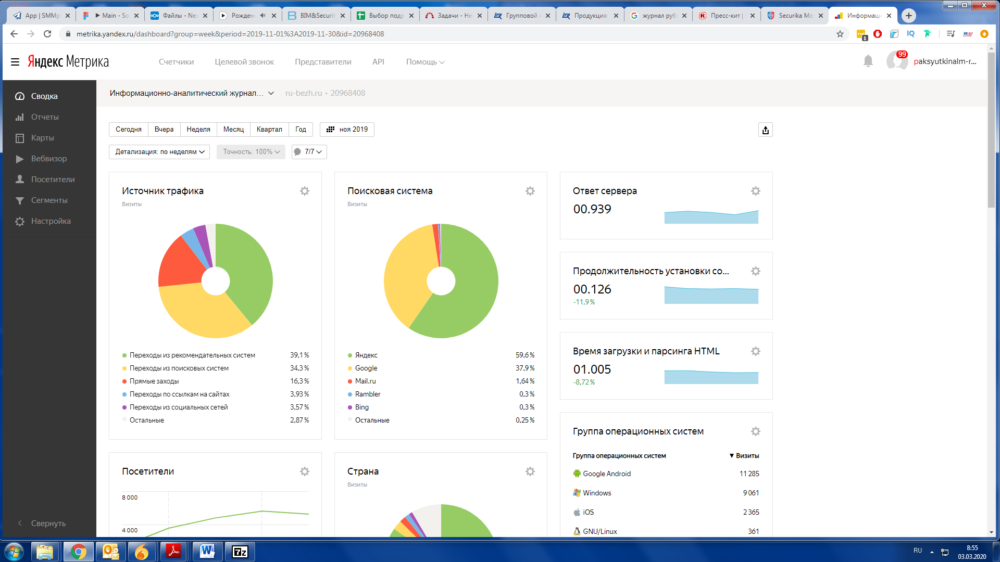 App | SMMp
Main - So
Файлы - Nex
Рожден
BIM&Securit
Выбор подр
Задачи - Не
Групповой
Продукция
журнал руб
Пресс-кит |
Securika Mo
Информаци
metrika.yandex.ru/dashboard?group=week&period=2019-11-01%3A2019-11-30&id=20968408
1
IQ
Яндекс Метрика
Счетчики
Целевой звонок
Представители
API
Помощь
99
paksyutkinalm-r...
Сводка
Отчеты
Карты
Вебвизор
Посетители
Сегменты
Настройка
Свернуть
Информационно-аналитический журнал...
ru-bezh.ru • 20968408
Сегодня Вчера Неделя Месяц Квартал Год ноя 2019
Детализация: по неделям Точность: 100% 7/7
Источник трафика
Визиты
Переходы из рекомендательных систем 39,1%
Переходы из поисковых систем 34,3%
Прямые заходы 16,3%
Переходы по ссылкам на сайтах 3,93%
Переходы из социальных сетей 3,57%
Остальные 2,87%
Поисковая система
Визиты
Яндекс 59,6%
Google 37,9%
Mail.ru 1,64%
Rambler 0,3%
Bing 0,3%
Остальные 0,25%
Ответ сервера
00.939
Продолжительность установки со...
00.126
-11,9%
Время загрузки и парсинга HTML
01.005
-8,72%
Группа операционных систем
Группа операционных систем ▼ Визиты
Google Android 11 285
Windows 9 061
iOS 2 365
GNU/Linux 361
Посетители
8 000
4 000
Страна
Визиты
7z
RU
8:55
03.03.2020